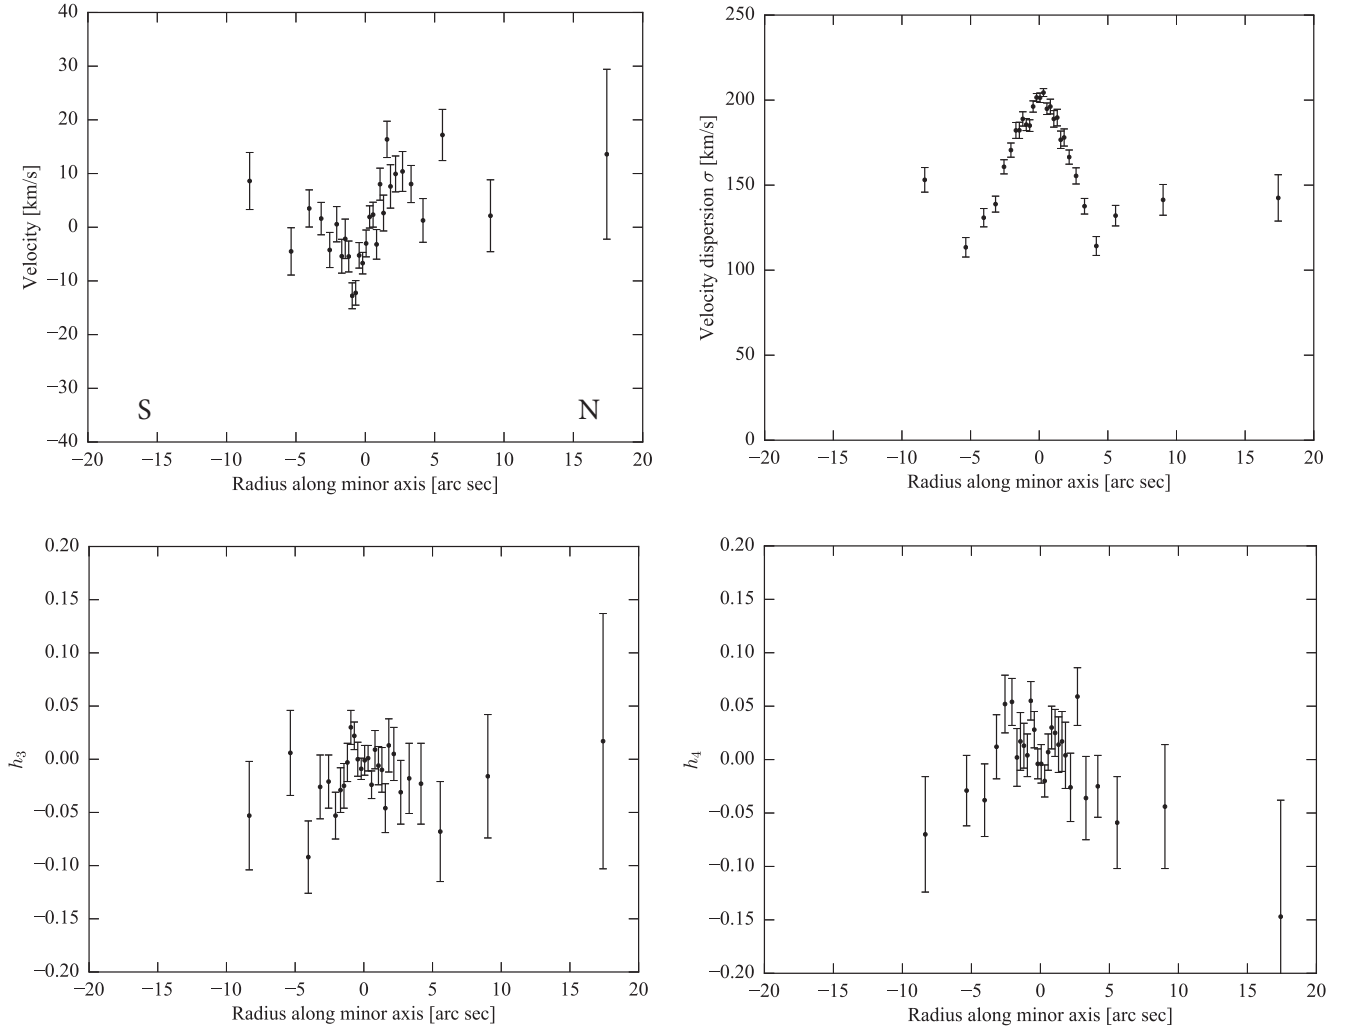 40
30
20
10
0
−10
−20
−30
−40
Velocity [km/s]
S
N
−20 −15 −10 −5 0 5 10 15 20
Radius along minor axis [arc sec]
250
200
150
100
50
0
Velocity dispersion σ [km/s]
−20 −15 −10 −5 0 5 10 15 20
Radius along minor axis [arc sec]
0.20
0.15
0.10
0.05
0.00
−0.05
−0.10
−0.15
−0.20
h3
−20 −15 −10 −5 0 5 10 15 20
Radius along minor axis [arc sec]
0.20
0.15
0.10
0.05
0.00
−0.05
−0.10
−0.15
−0.20
h4
−20 −15 −10 −5 0 5 10 15 20
Radius along minor axis [arc sec]